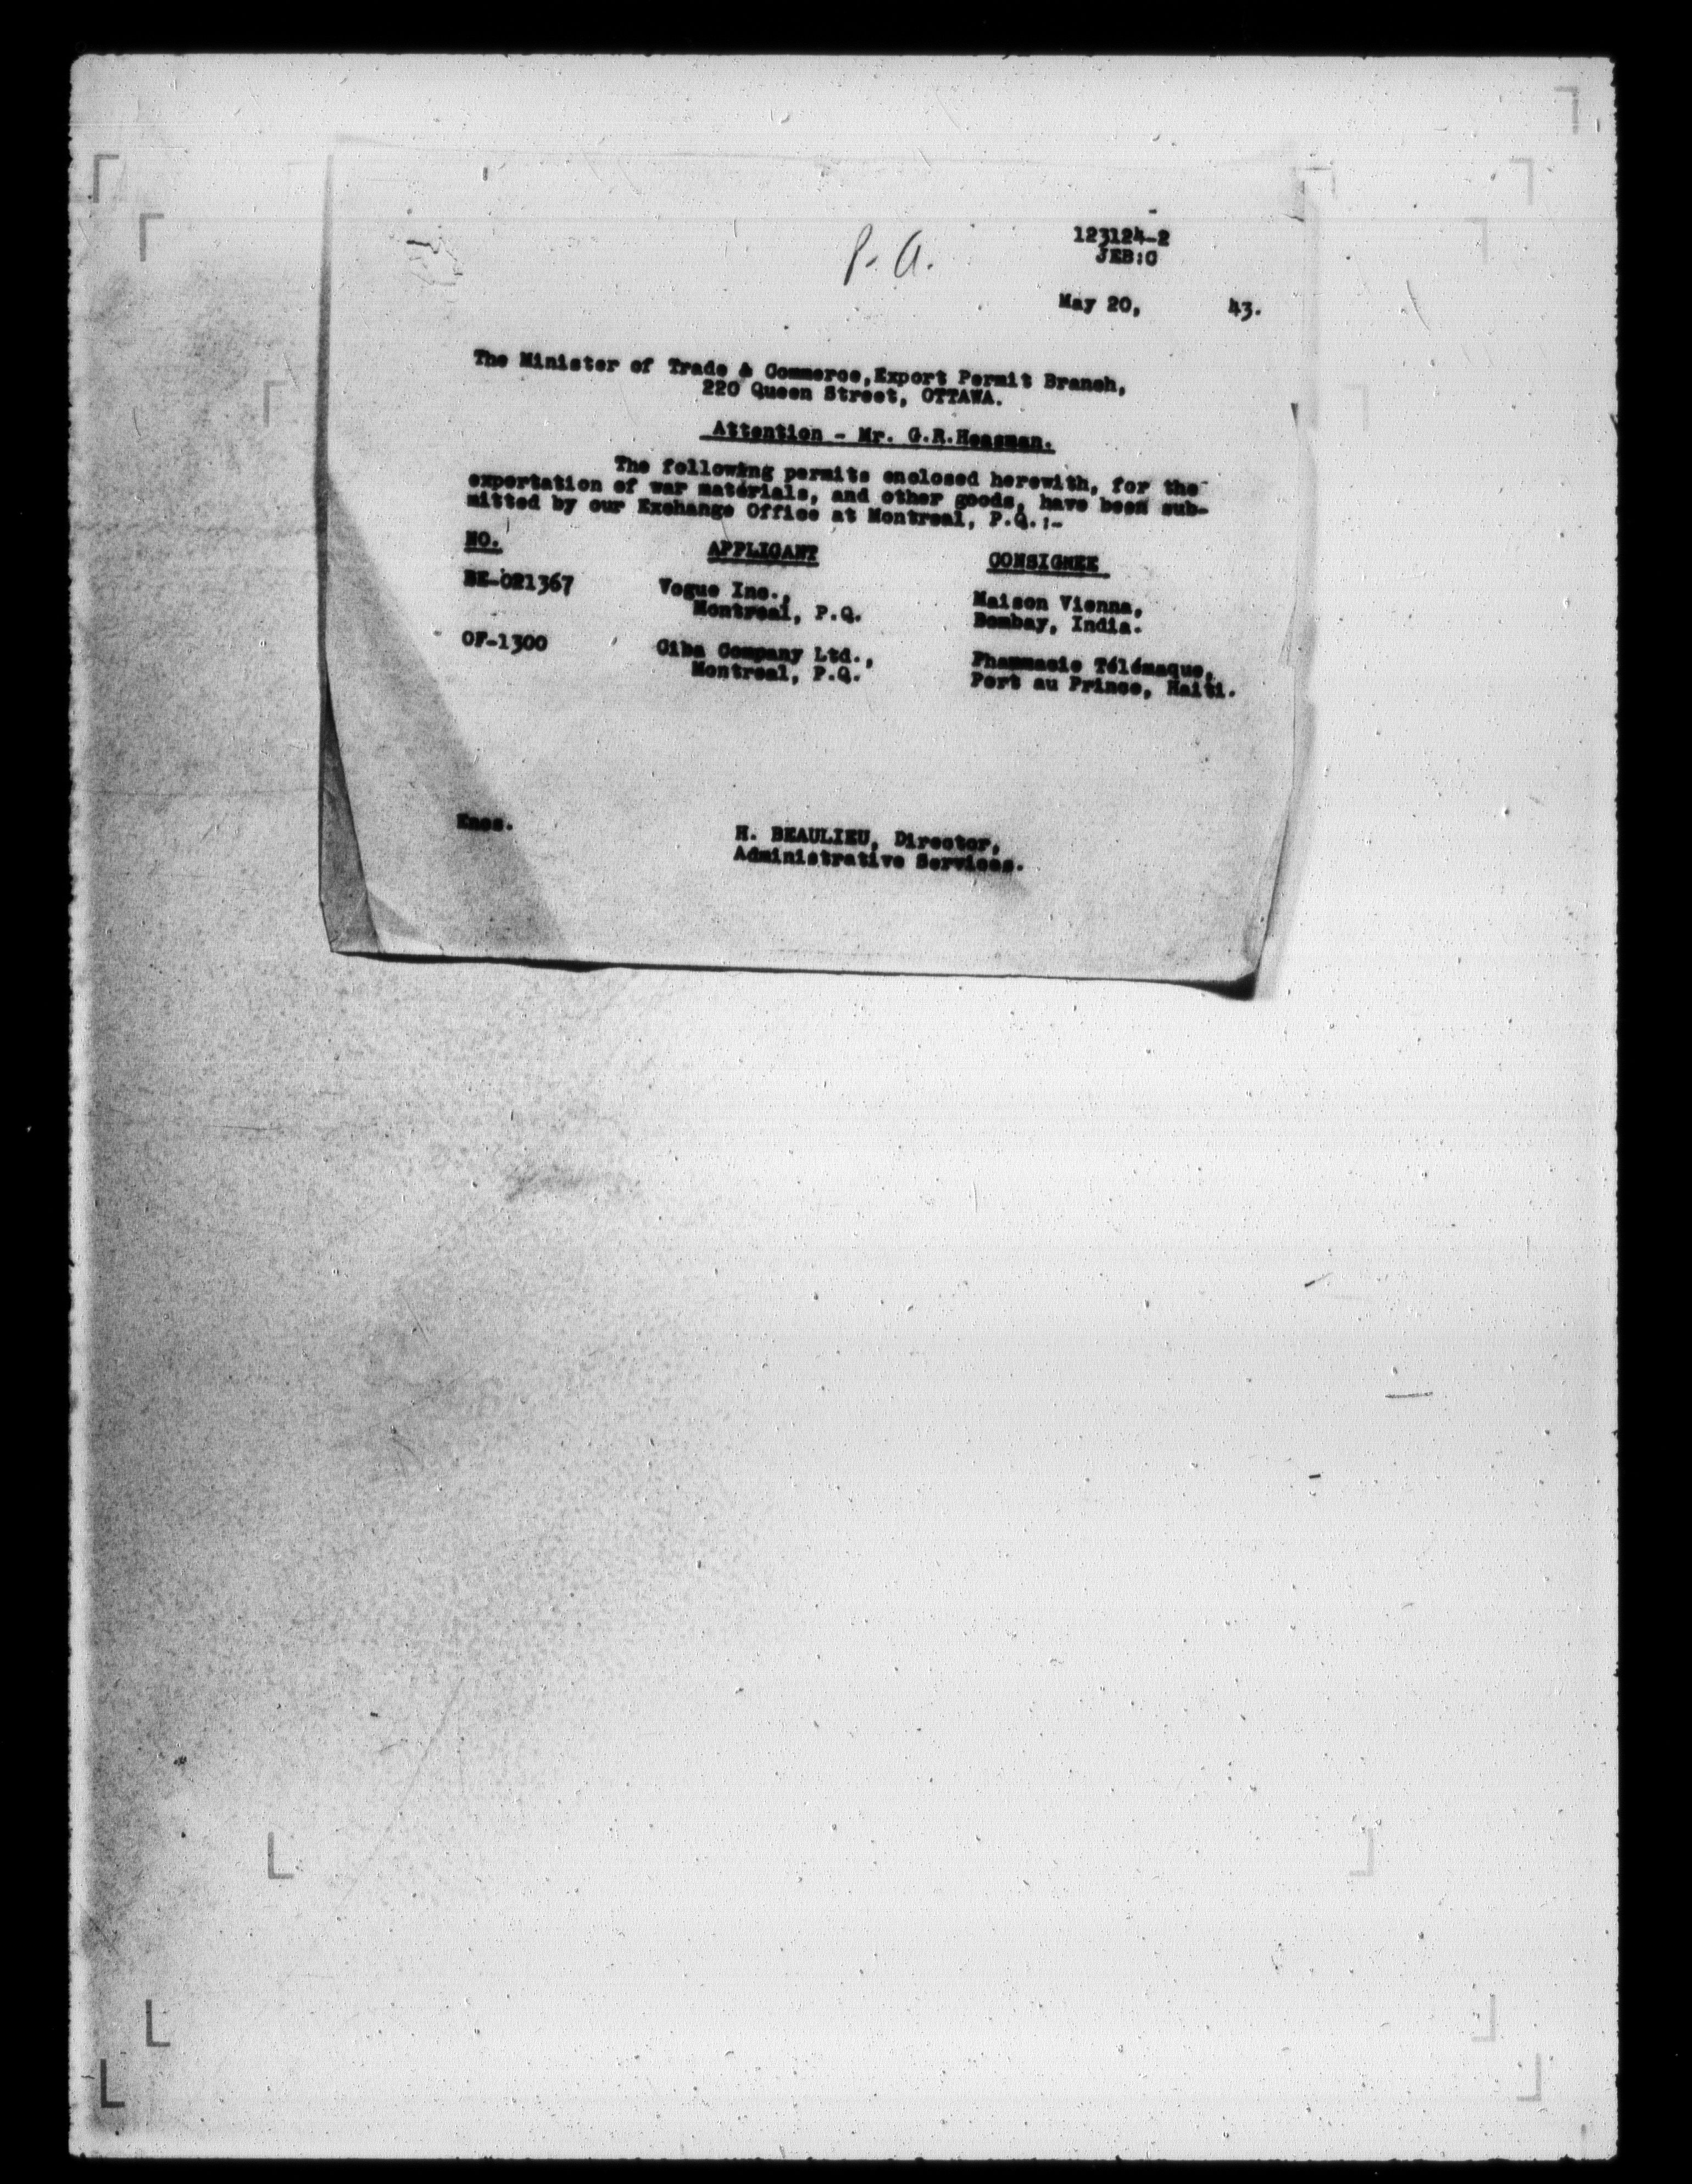 P. A.
123124-2
JEB:C
May 20, 43.
The Minister of Trade & Commerce, Export Permit Branch,
220 Queen Street, OTTAWA.
Attention - Mr. G.R.Heasman.
The following permits enclosed herewith, for the
exportation of war materials, and other goods, have been sub-
mitted by our Exchange Office at Montreal, P.Q.:-
NO. APPLICANT CONSIGNEE
BE-021367 Vogue Inc., Maison Vienna,
Montreal, P.Q. Bombay, India.
OF-1300 Ciba Company Ltd., Pharmacie Télémaque,
Montreal, P.Q. Port au Prince, Haiti.
Encs.
H. BEAULIEU, Director,
Administrative Services.